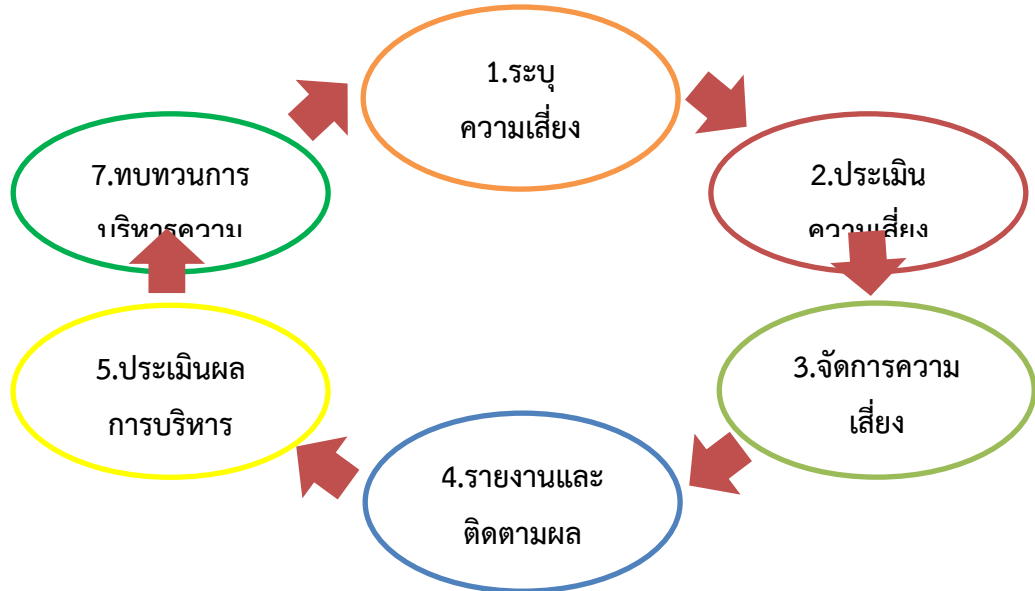 1.ระบุ
ความเสี่ยง
2.ประเมิน
ความเสี่ยง
3.จัดการความ
เสี่ยง
4.รายงานและ
ติดตามผล
5.ประเมินผล
การบริหาร
7.ทบทวนการ
บริหารความ